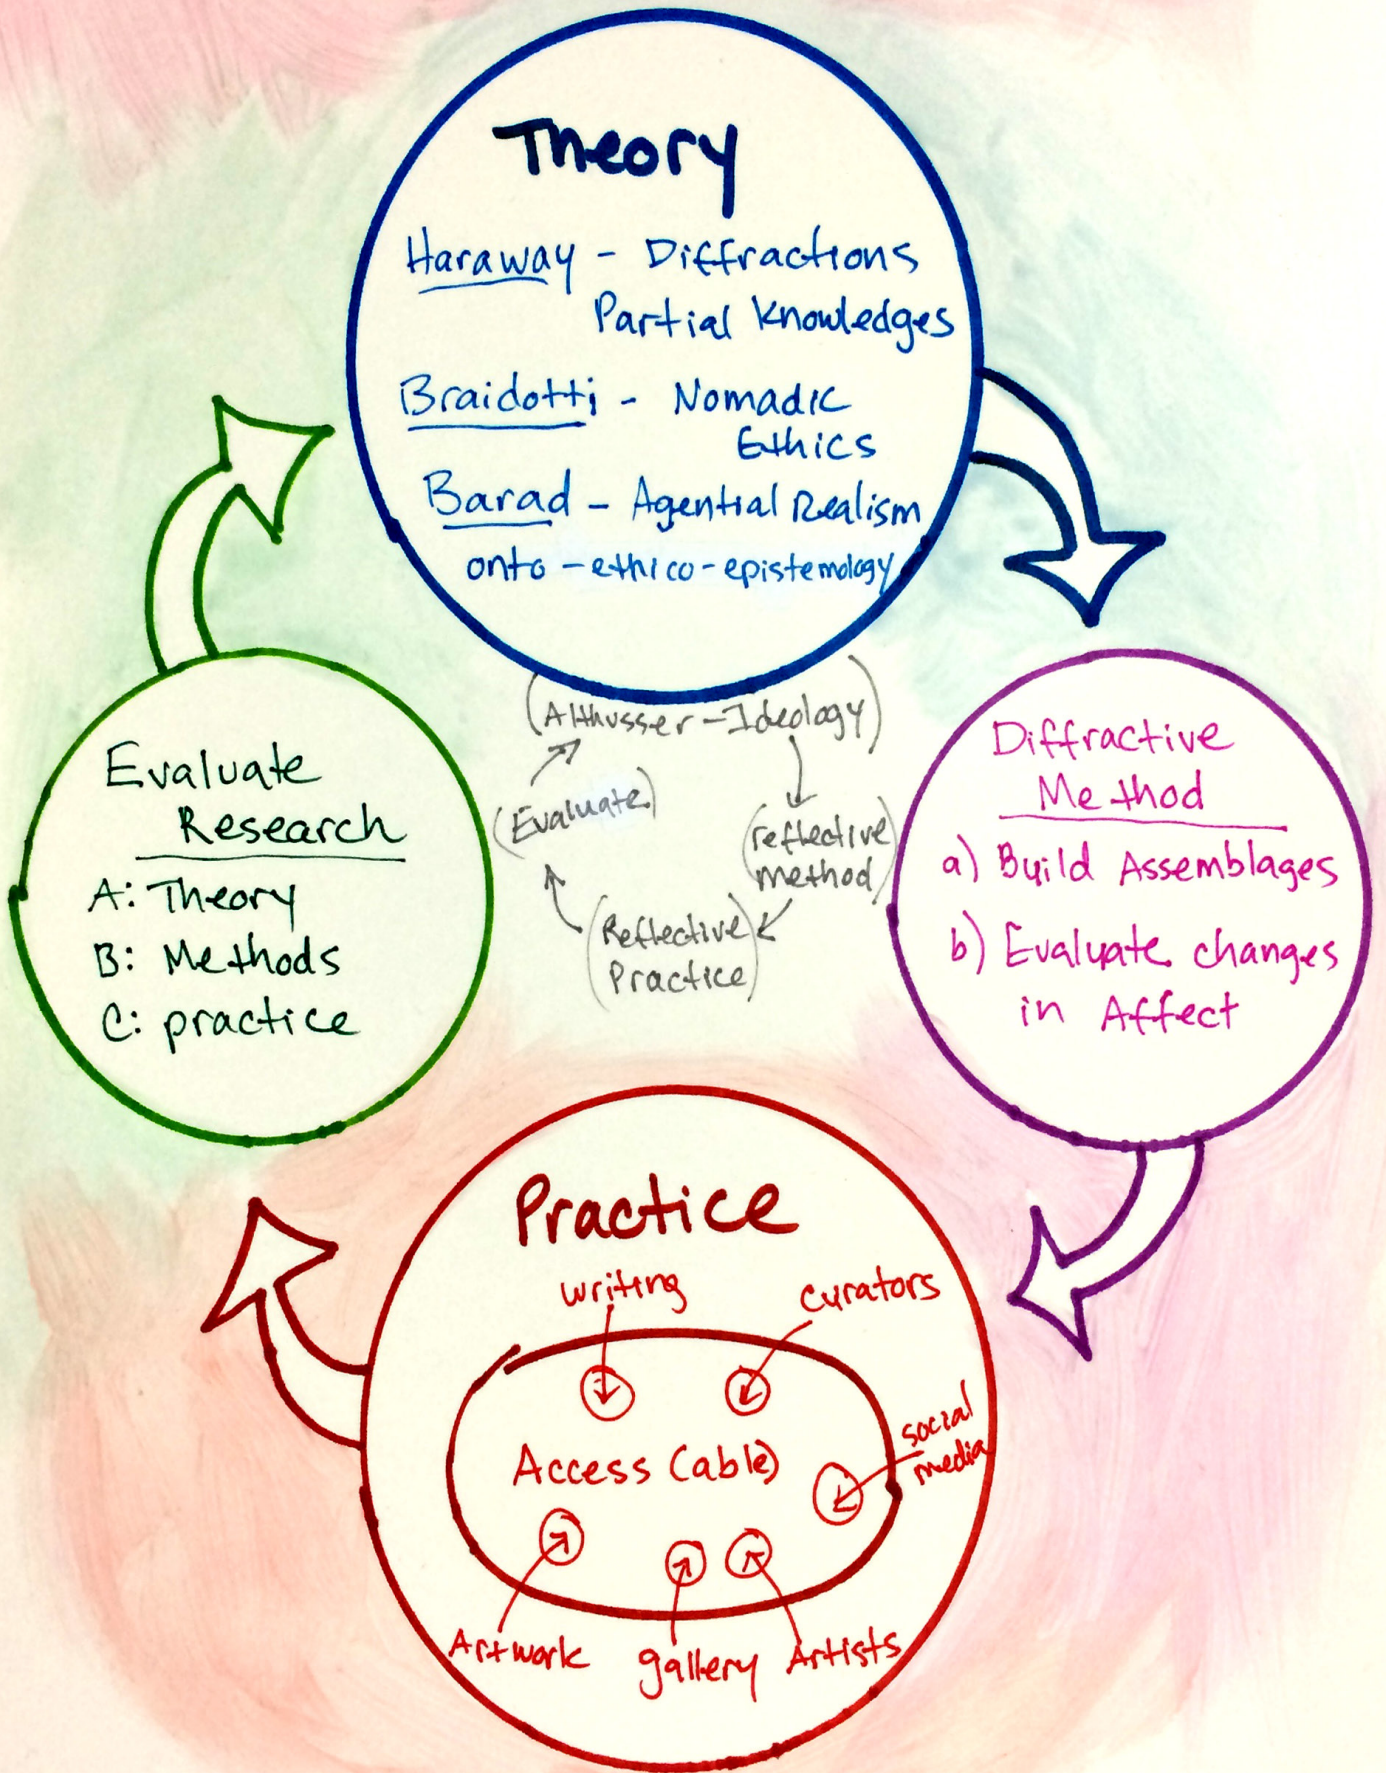 Theory
Haraway - Diffractions
Partial Knowledges
Braidotti - Nomadic
Ethics
Barad - Agential Realism
onto-ethico-epistemology
(Althusser-Ideology)
(reflective
method)
(Reflective
Practice)
(Evaluate)
Diffractive
Method
a) Build Assemblages
b) Evaluate changes
in Affect
Practice
writing
curators
social
media
Access (able)
Artwork
gallery
Artists
Evaluate
Research
A: Theory
B: Methods
C: practice